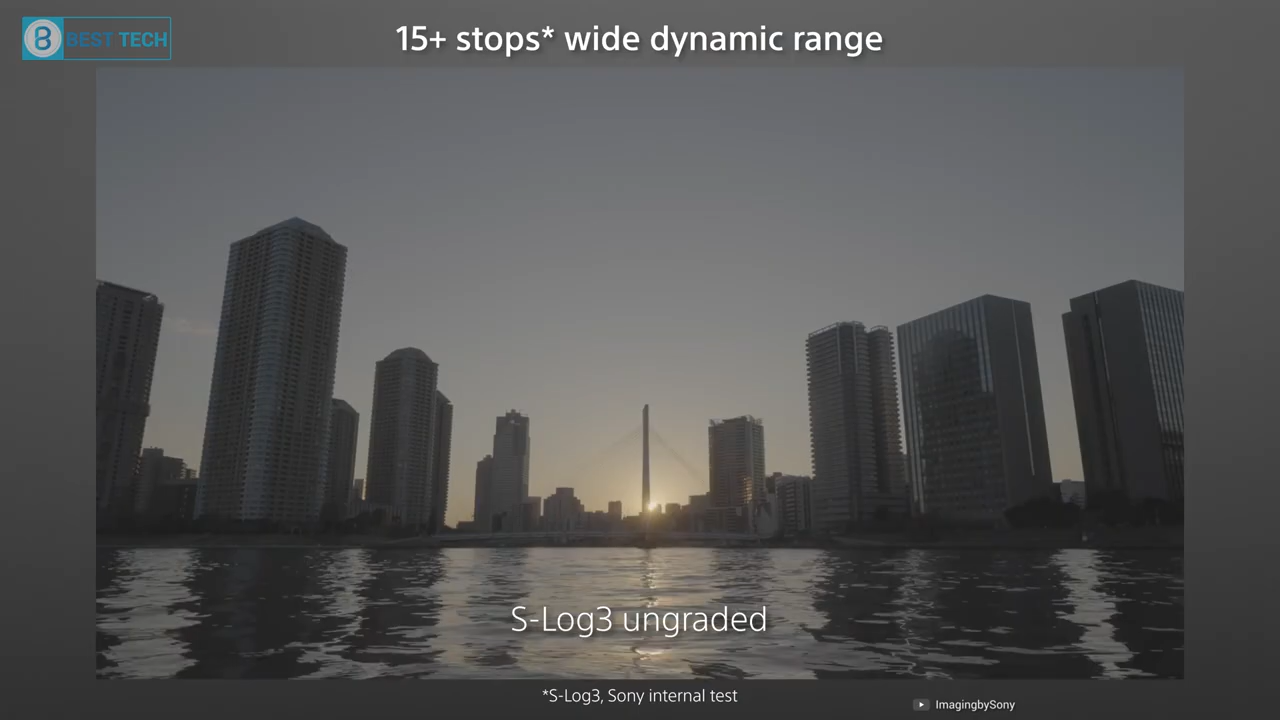 B BEST TECH
15+ stops* wide dynamic range
S-Log3 ungraded
*S-Log3, Sony internal test
ImagingbySony